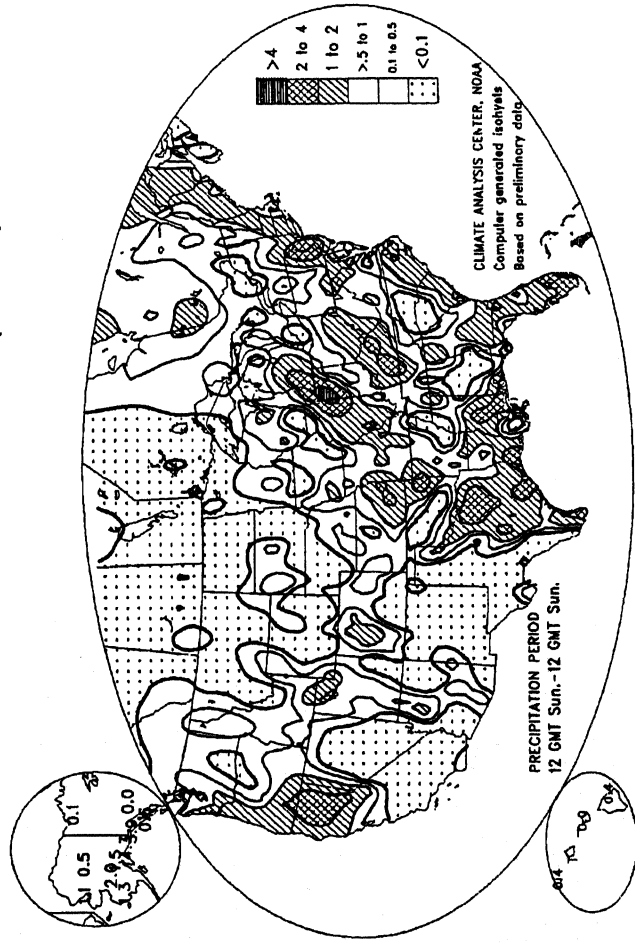 >4
2 to 4
1 to 2
>.5 to 1
0.1 to 0.5
<0.1
CLIMATE ANALYSIS CENTER, NOAA
Computer generated isohyets
Based on preliminary data
PRECIPITATION PERIOD
12 GMT Sun.-12 GMT Sun.
0.1
0.5
0.0
0.4